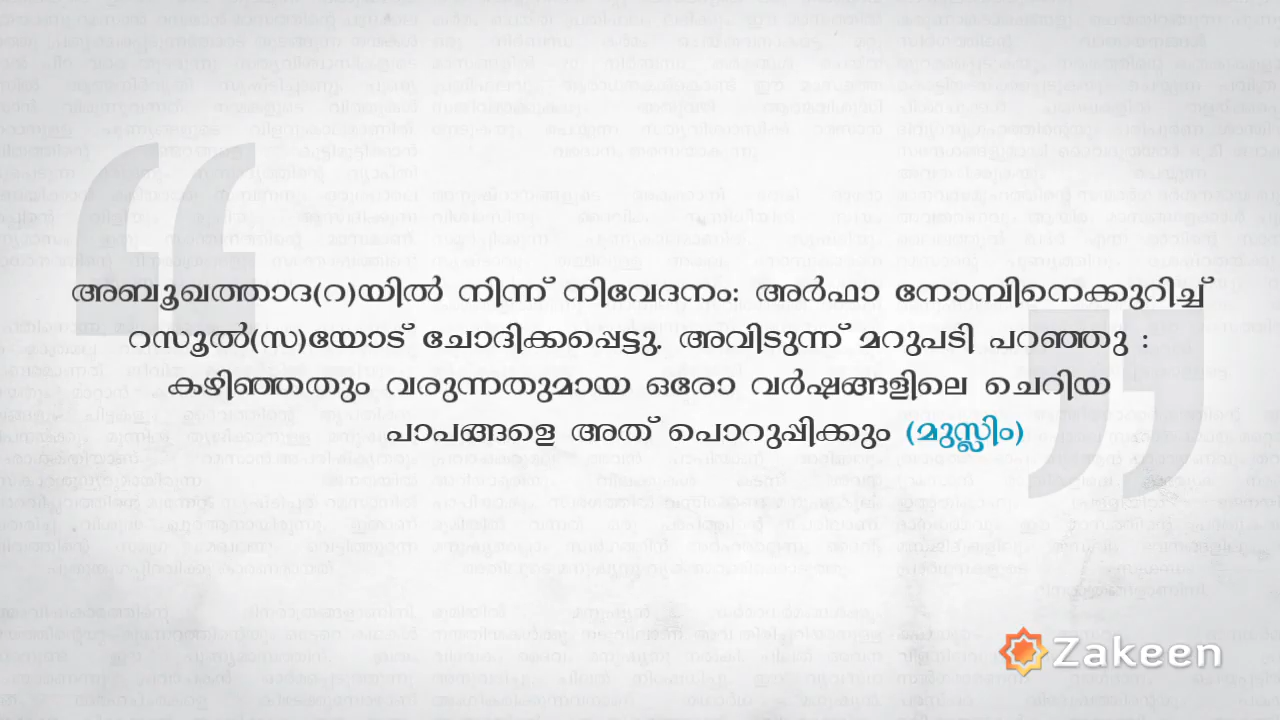 അബൂഖത്താദ(റ)യിൽ നിന്ന് നിവേദനം: അർഫാ നോമ്പിനെക്കുറിച്ച്
റസൂൽ(സ)യോട് ചോദിക്കപ്പെട്ടു. അവിടുന്ന് മറുപടി പറഞ്ഞു :
കഴിഞ്ഞതും വരുന്നതുമായ ഒരോ വർഷങ്ങളിലെ ചെറിയ
പാപങ്ങളെ അത് പൊറുപ്പിക്കും (മുസ്ലിം)
Zakeen